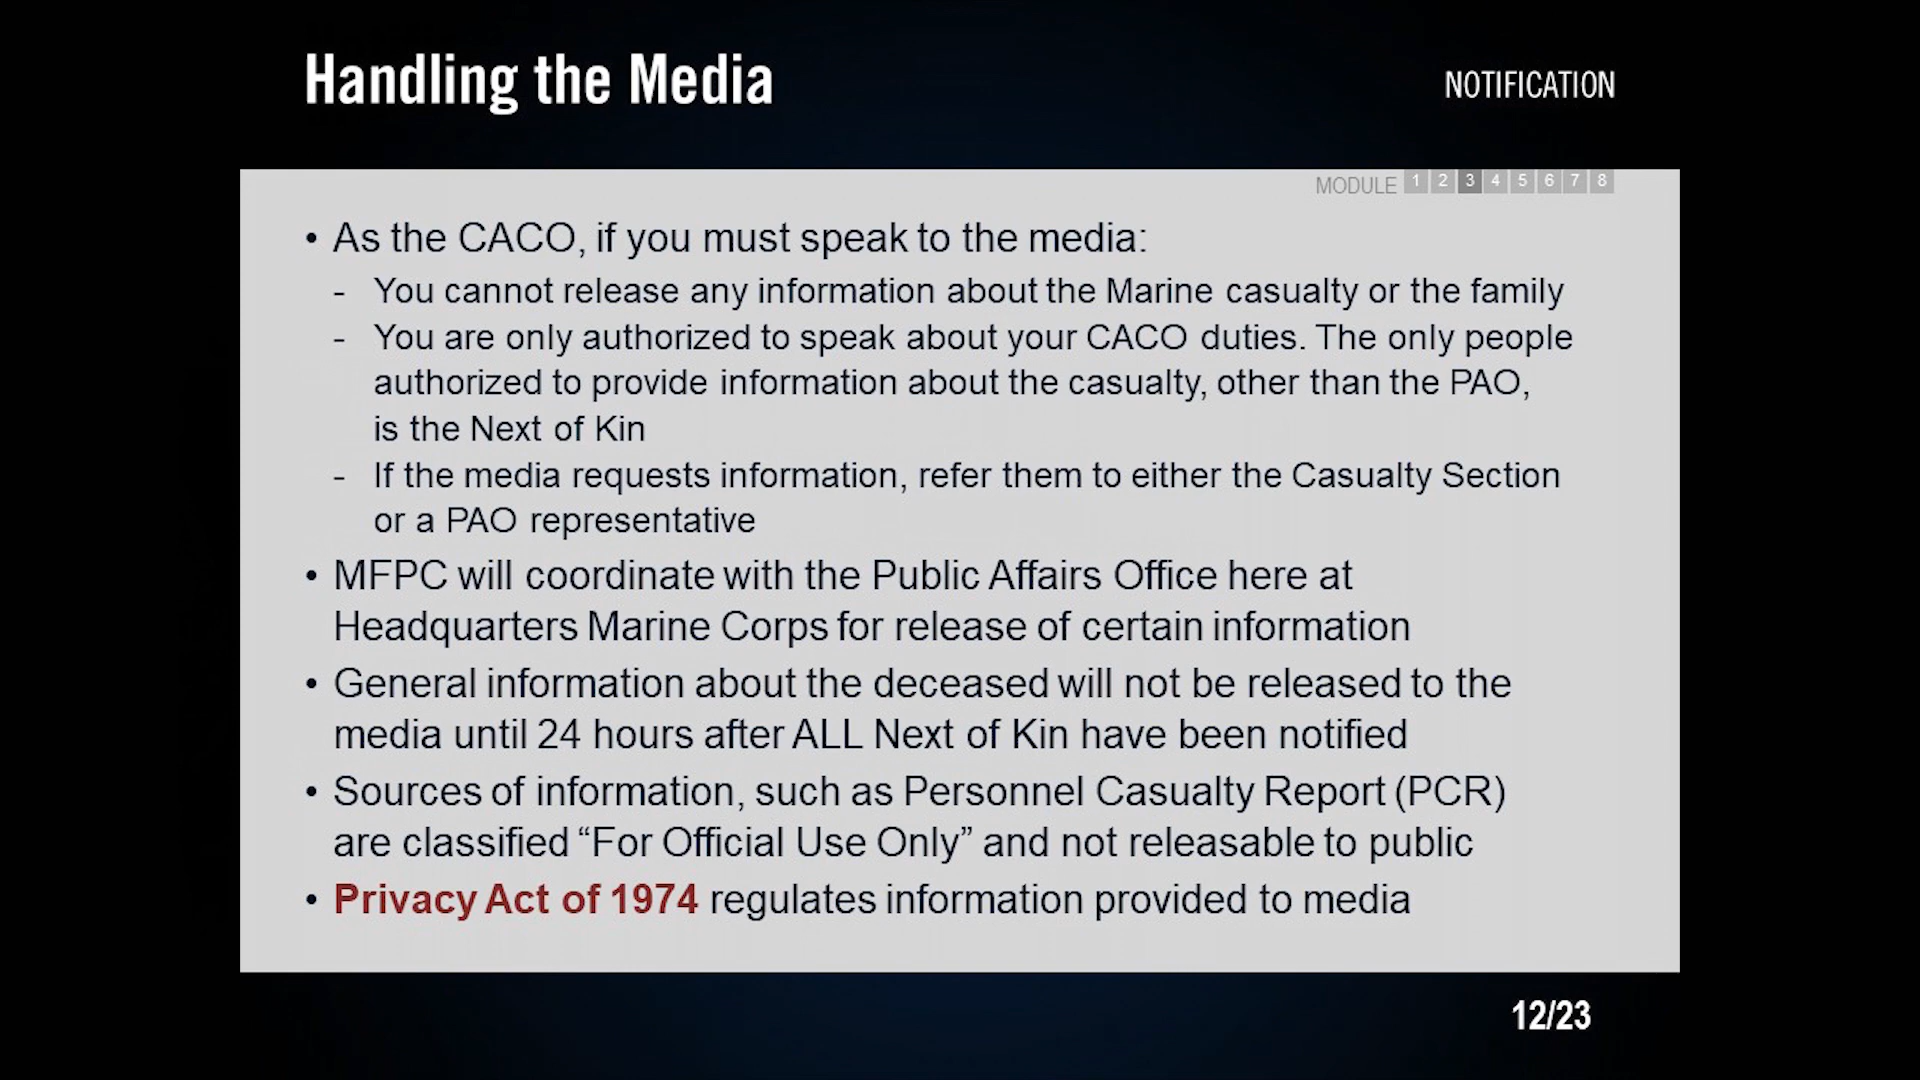 Handling the Media
NOTIFICATION
MODULE 1 2 3 4 5 6 7 8
• As the CACO, if you must speak to the media:
- You cannot release any information about the Marine casualty or the family
- You are only authorized to speak about your CACO duties. The only people
authorized to provide information about the casualty, other than the PAO,
is the Next of Kin
- If the media requests information, refer them to either the Casualty Section
or a PAO representative
• MFPC will coordinate with the Public Affairs Office here at
Headquarters Marine Corps for release of certain information
• General information about the deceased will not be released to the
media until 24 hours after ALL Next of Kin have been notified
• Sources of information, such as Personnel Casualty Report (PCR)
are classified “For Official Use Only” and not releasable to public
• Privacy Act of 1974 regulates information provided to media
12/23